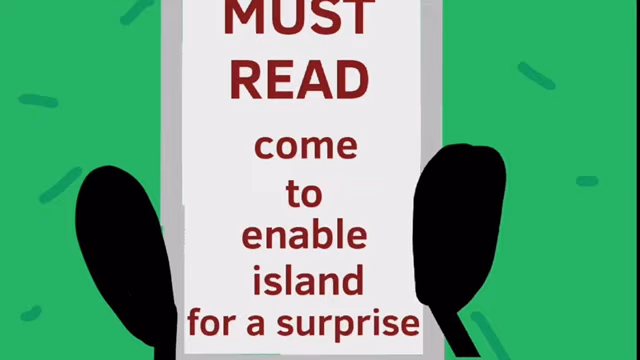 MUST
READ
come
to
enable
island
for a surprise